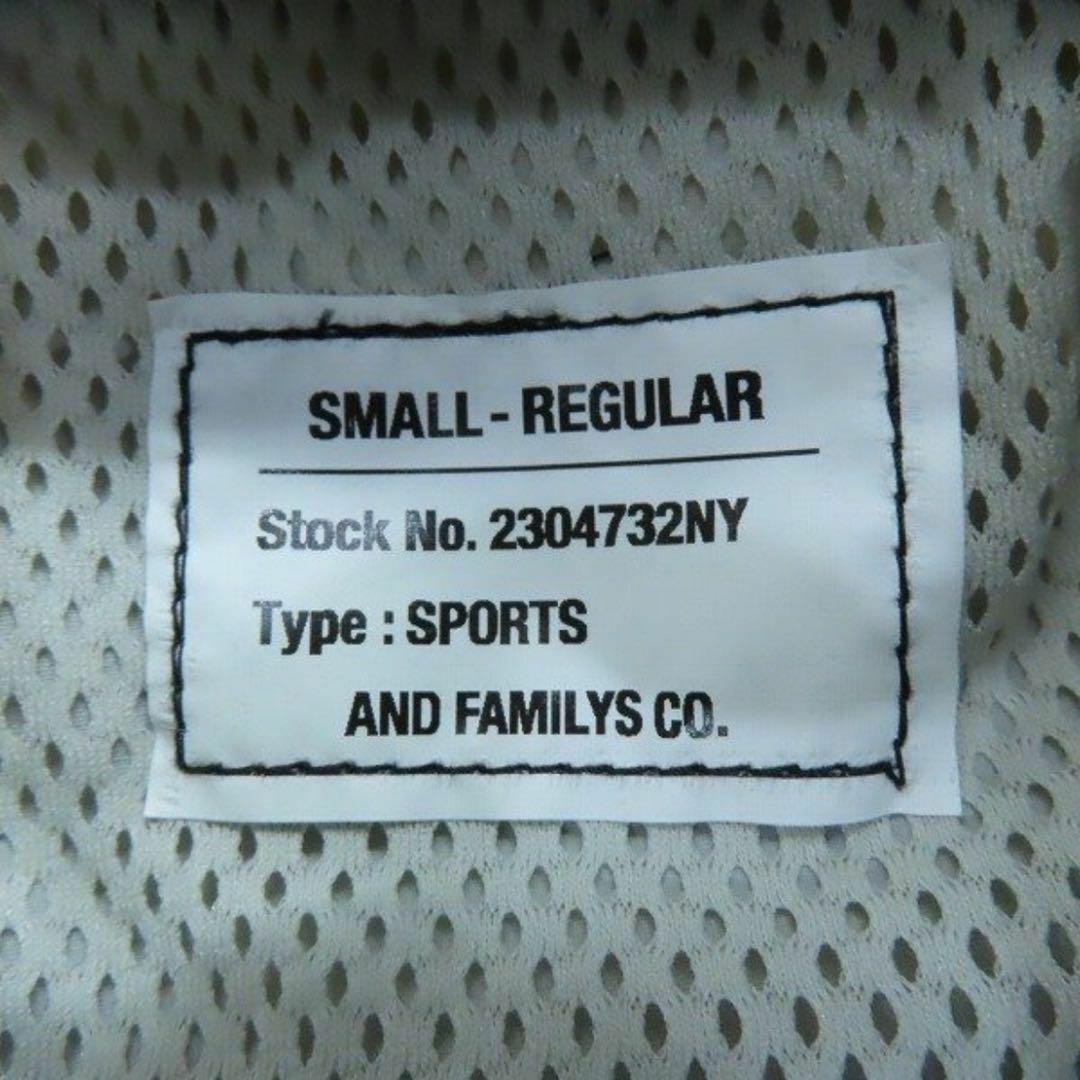 SMALL - REGULAR
Stock No. 2304732NY
Type : SPORTS
AND FAMILYS CO.